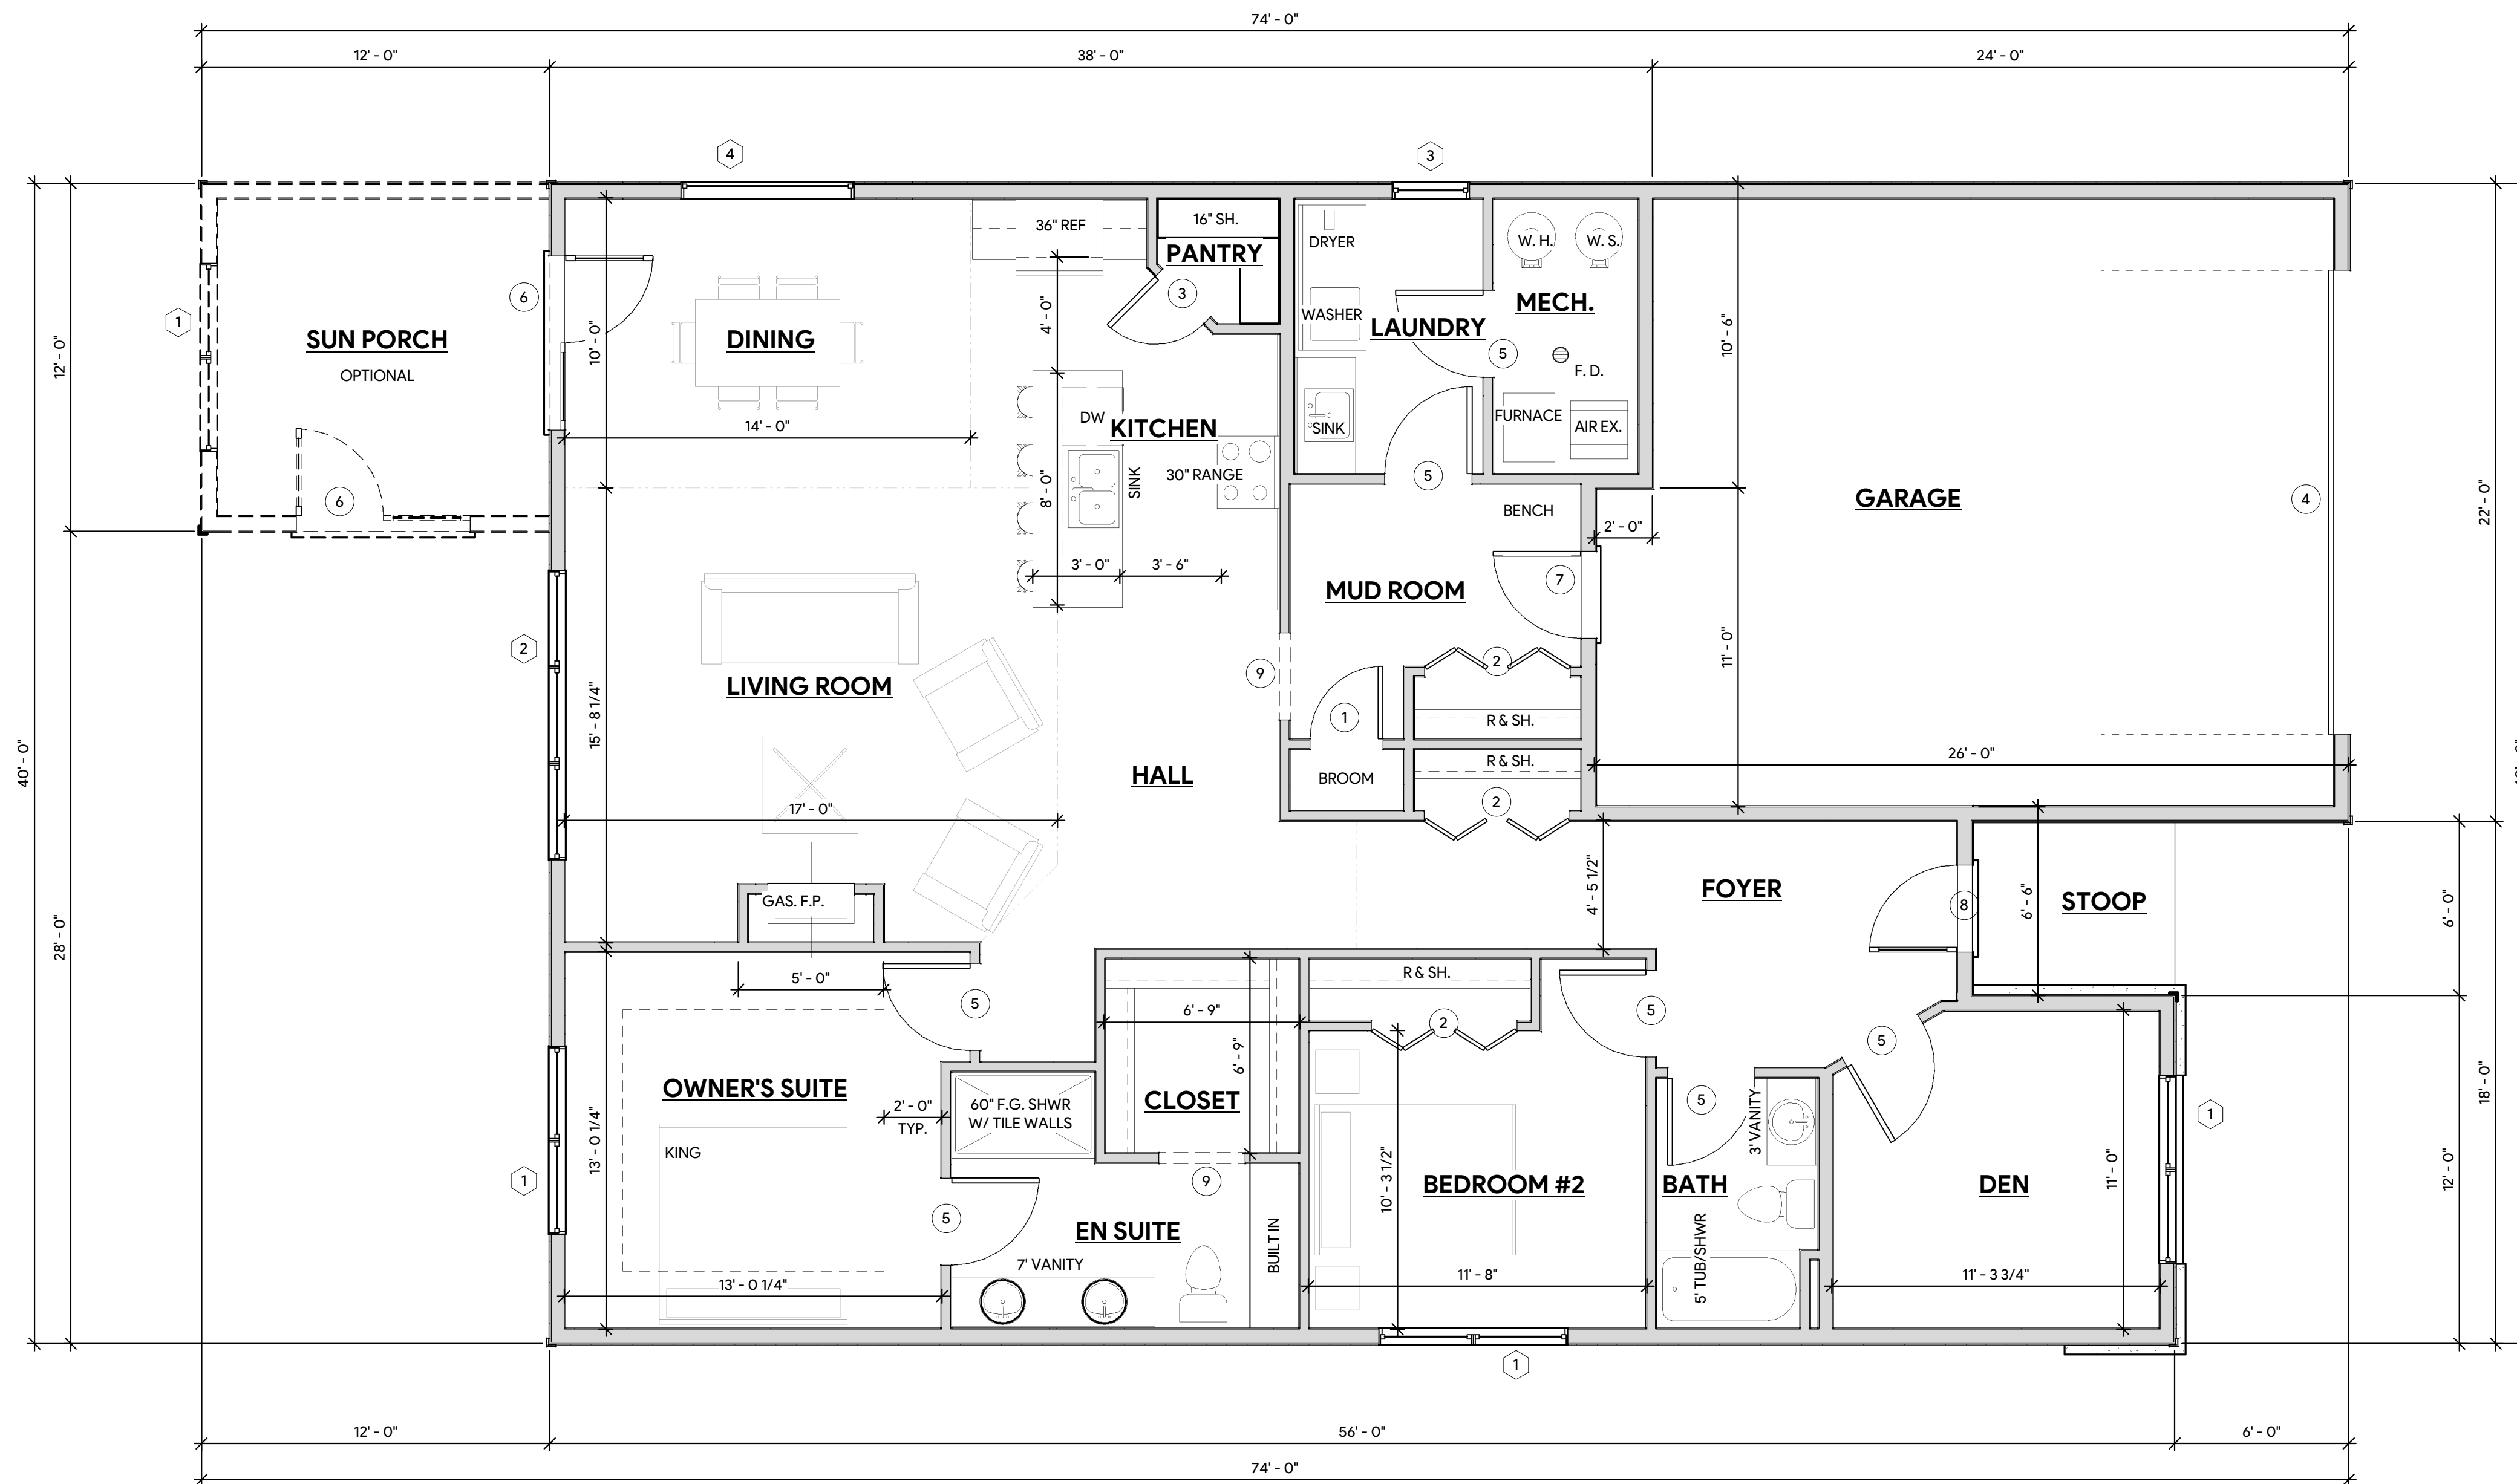 74' - 0"
12' - 0"
38' - 0"
24' - 0"
4
3
36" REF
16" SH.
PANTRY
DRYER
W. H.
W. S.
3
6
MECH.
1
SUN PORCH
OPTIONAL
10' - 0"
DINING
4' - 0"
WASHER
LAUNDRY
5
F. D.
10' - 6"
12' - 0"
12' - 0"
14' - 0"
DW
KITCHEN
SINK
FURNACE
AIR EX.
30" RANGE
SINK
8' - 0"
5
6
GARAGE
4
22' - 0"
BENCH
2' - 0"
3' - 0"
3' - 6"
MUD ROOM
7
2
LIVING ROOM
15' - 8 1/4"
9
2
1
R & SH.
11' - 0"
40' - 0"
HALL
BROOM
R & SH.
2
26' - 0"
17' - 0"
GAS. F.P.
4' - 5 1/2"
FOYER
8
6' - 6"
STOOP
6' - 0"
28' - 0"
5' - 0"
5
R & SH.
6' - 9"
2
5
5
6' - 9"
OWNER'S SUITE
2' - 0"
TYP.
60" F.G. SHWR
W/ TILE WALLS
CLOSET
5
3' VANITY
1
18' - 0"
13' - 0 1/4"
KING
1
9
10' - 3 1/2"
BEDROOM #2
BATH
DEN
11' - 0"
12' - 0"
5
EN SUITE
BUILT IN
5' TUB/SHWR
7' VANITY
13' - 0 1/4"
11' - 8"
11' - 3 3/4"
1
12' - 0"
56' - 0"
6' - 0"
74' - 0"